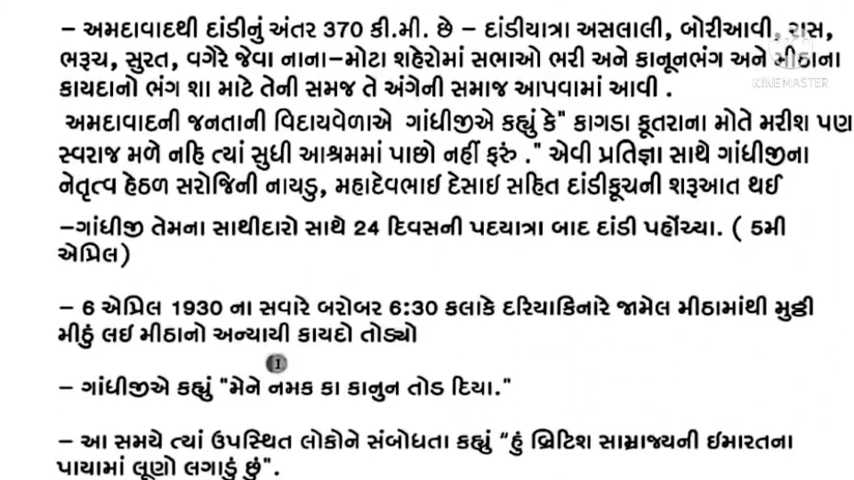 – અમદાવાદથી દાંડીનું અંતર 370 કી.મી. છે – દાંડીયાત્રા અસલાલી, બોરીઆવી, રાસ,
ભરૂચ, સુરત, વગેરે જેવા નાના–મોટા શહેરોમાં સભાઓ ભરી અને કાનૂનભંગ અને મીઠાના
કાયદાનો ભંગ શા માટે તેની સમજ તે અંગેની સમાજ આપવામાં આવી .
KINEMASTER
અમદાવાદની જનતાની વિદાયવેળાએ ગાંધીજીએ કહ્યું કે" કાગડા કૂતરાના મોતે મરીશ પણ
સ્વરાજ મળે નહિ ત્યાં સુધી આશ્રમમાં પાછો નહીં ફરું ." એવી પ્રતિજ્ઞા સાથે ગાંધીજીના
નેતૃત્વ હેઠળ સરોજિની નાયડુ, મહાદેવભાઈ દેસાઈ સહિત દાંડીકૂચની શરૂઆત થઈ
–ગાંધીજી તેમના સાથીદારો સાથે 24 દિવસની પદયાત્રા બાદ દાંડી પહોંચ્યા. ( 5મી
એપ્રિલ)
– 6 એપ્રિલ 1930 ના સવારે બરોબર 6:30 કલાકે દરિયાકિનારે જામેલ મીઠામાંથી મુઠ્ઠી
મીઠું લઈ મીઠાનો અન્યાયી કાયદો તોડ્યો
– ગાંધીજીએ કહ્યું "મેને નમક કા કાનુન તોડ દિયા."
– આ સમયે ત્યાં ઉપસ્થિત લોકોને સંબોધતા કહ્યું "હું બ્રિટિશ સામ્રાજ્યની ઈમારતના
પાયામાં લૂણો લગાડું છું".